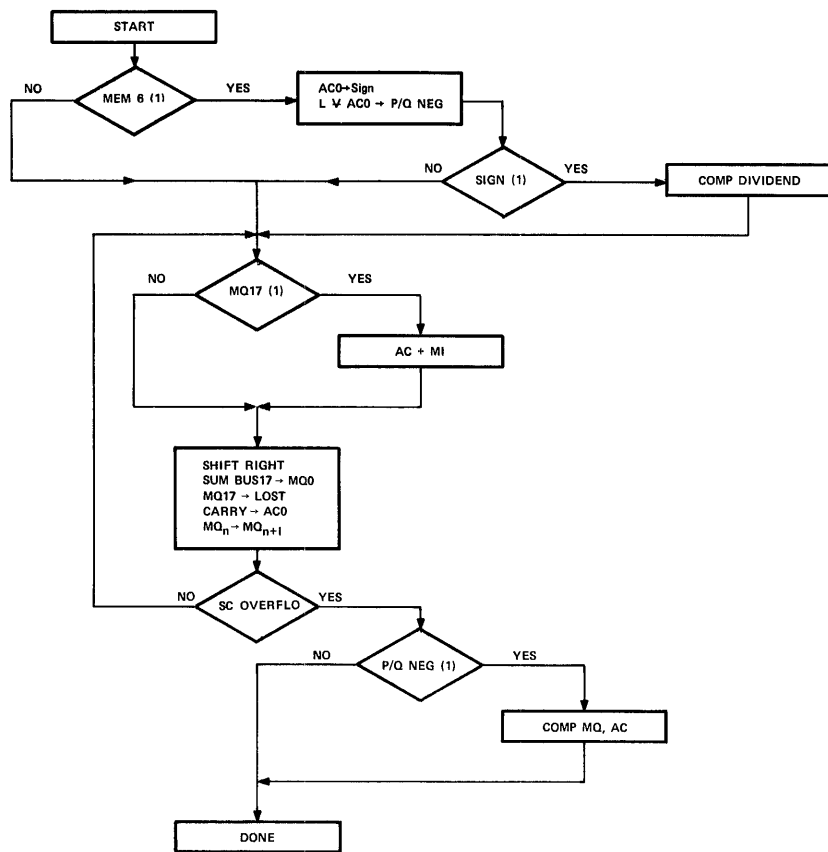 START
NO
MEM 6 (1)
YES
AC0→Sign
L ⊻ AC0 → P/Q NEG
NO
SIGN (1)
YES
COMP DIVIDEND
NO
MQ17 (1)
YES
AC + MI
SHIFT RIGHT
SUM BUS17 → MQ0
MQ17 → LOST
CARRY → AC0
MQn → MQn+I
NO
SC OVERFLO
YES
NO
P/Q NEG (1)
YES
COMP MQ, AC
DONE